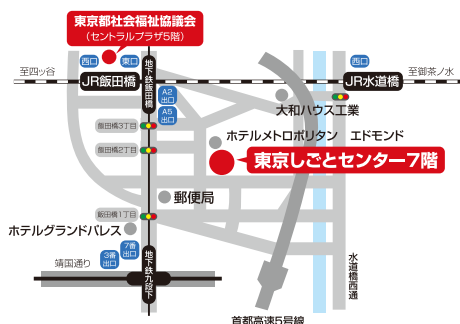 東京都社会福祉協議会
（セントラルプラザ5階）
西口
東口
西口
至四ッ谷
JR飯田橋
地下鉄飯田橋
JR水道橋
至御茶ノ水
A2
出口
A5
出口
大和ハウス工業
飯田橋3丁目
ホテルメトロポリタン エドモンド
飯田橋2丁目
東京しごとセンター7階
郵便局
飯田橋1丁目
ホテルグランドパレス
7番
出口
3番
出口
靖国通り
地下鉄九段下
水道橋西通
首都高速5号線